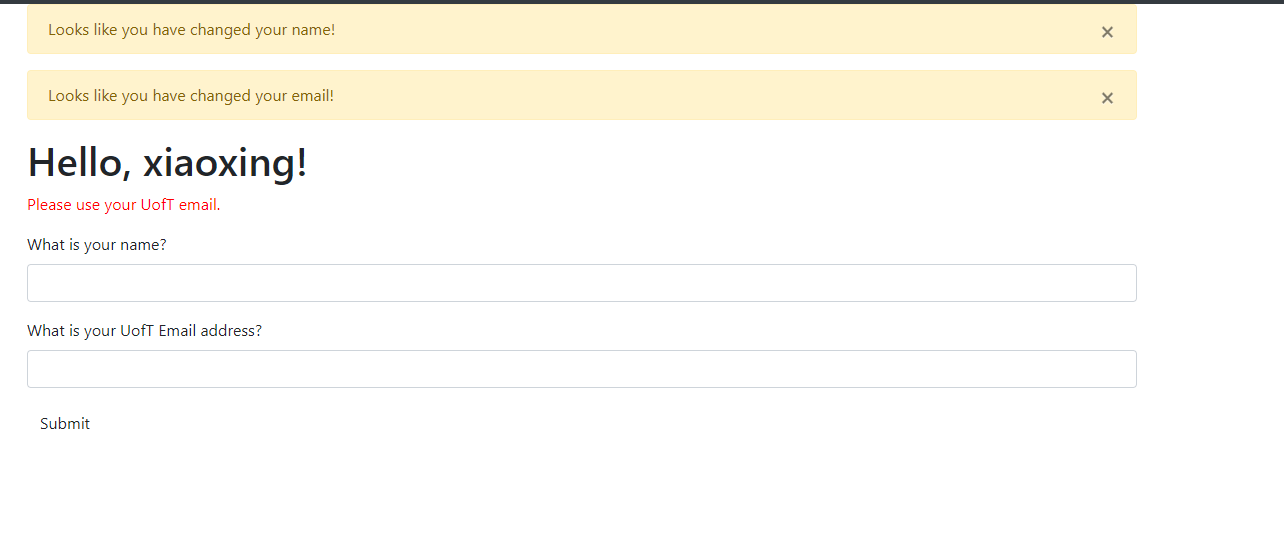 Looks like you have changed your name!
×
Looks like you have changed your email!
×
Hello, xiaoxing!
Please use your UofT email.
What is your name?
What is your UofT Email address?
Submit